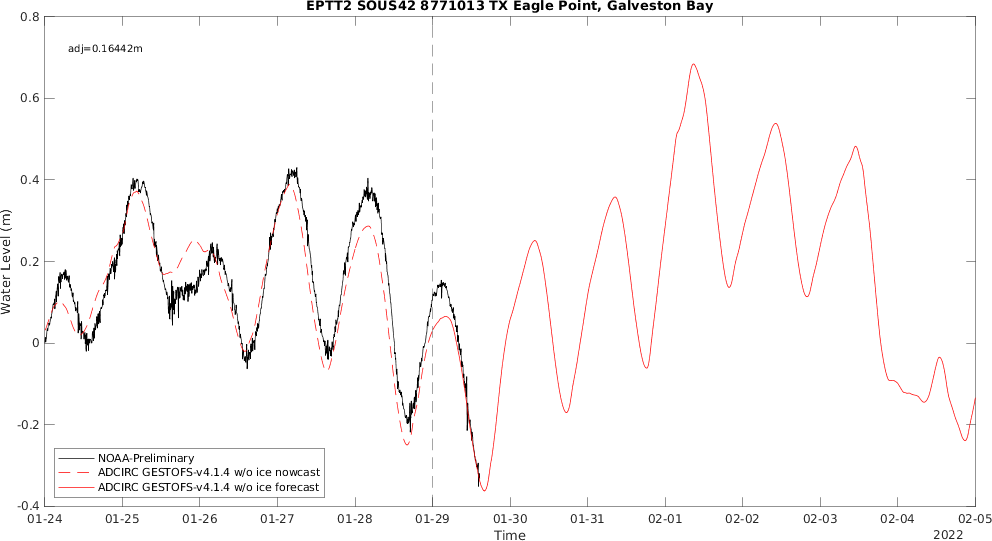 EPTT2 SOUS42 8771013 TX Eagle Point, Galveston Bay
adj=0.16442m
Water Level (m)
0.8
0.6
0.4
0.2
0
-0.2
-0.4
NOAA-Preliminary
ADCIRC GESTOFS-v4.1.4 w/o ice nowcast
ADCIRC GESTOFS-v4.1.4 w/o ice forecast
01-24 01-25 01-26 01-27 01-28 01-29 01-30 01-31 02-01 02-02 02-03 02-04 02-05
Time
2022